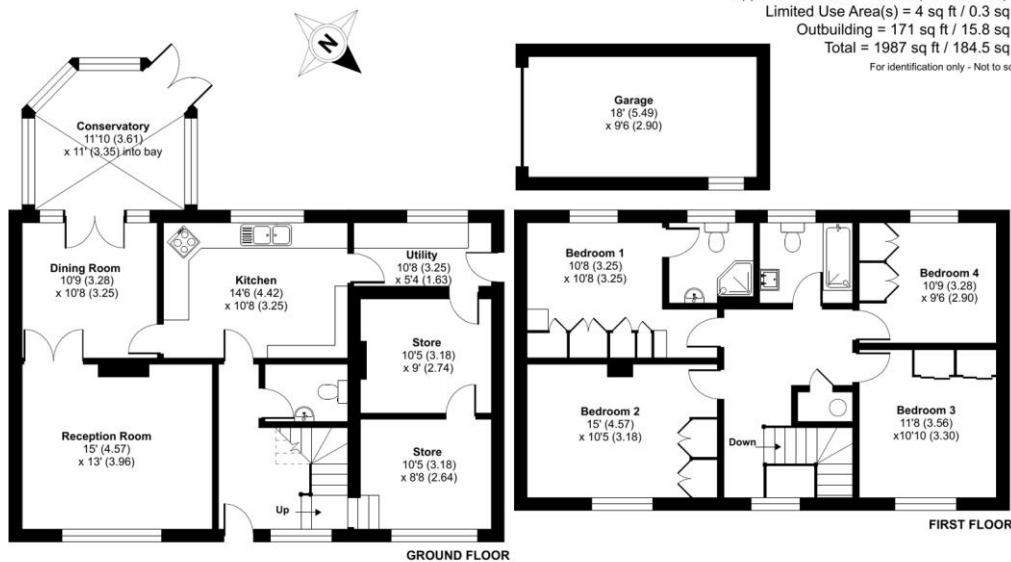 Limited Use Area(s) = 4 sq ft / 0.3 sq
Outbuilding = 171 sq ft / 15.8 sq
Total = 1987 sq ft / 184.5 sq
For identification only - Not to sc
N
Conservatory
11'10 (3.61)
x 11' (3.35) into bay
Garage
18' (5.49)
x 9'6 (2.90)
Dining Room
10'9 (3.28)
x 10'8 (3.25)
Kitchen
14'6 (4.42)
x 10'8 (3.25)
Utility
10'8 (3.25)
x 5'4 (1.63)
Store
10'5 (3.18)
x 9' (2.74)
Reception Room
15' (4.57)
x 13' (3.96)
Store
10'5 (3.18)
x 8'8 (2.64)
Up
GROUND FLOOR
Bedroom 1
10'8 (3.25)
x 10'8 (3.25)
Bedroom 4
10'9 (3.28)
x 9'6 (2.90)
Bedroom 2
15' (4.57)
x 10'5 (3.18)
Bedroom 3
11'8 (3.56)
x10'10 (3.30)
Down
FIRST FLOOR